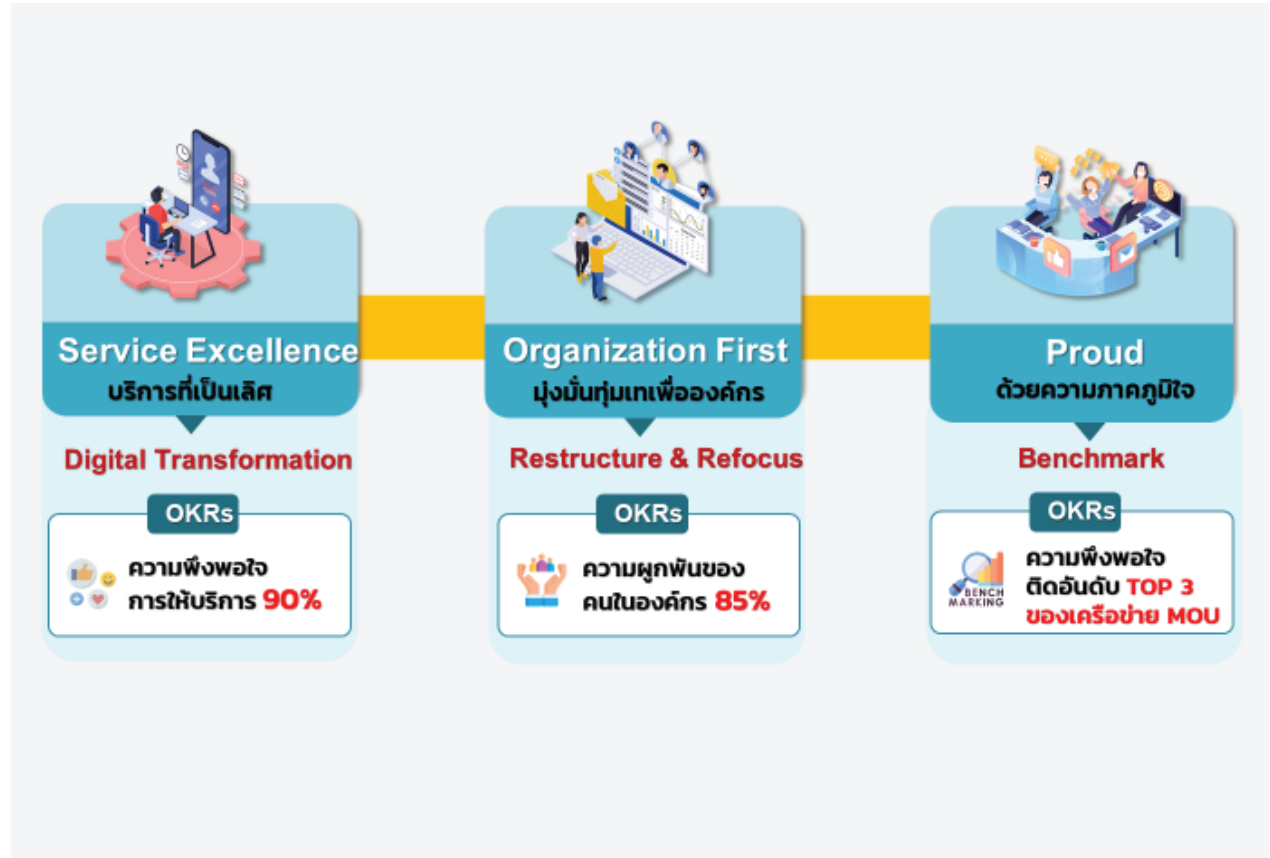 Service Excellence
บริการที่เป็นเลิศ
Digital Transformation
OKRs
ความพึงพอใจ
การให้บริการ 90%
Organization First
มุ่งมั่นทุ่มเทเพื่อองค์กร
Restructure & Refocus
OKRs
ความผูกพันของ
คนในองค์กร 85%
Proud
ด้วยความภาคภูมิใจ
Benchmark
OKRs
BENCH
MARKING
ความพึงพอใจ
ติดอันดับ TOP 3
ของเครือข่าย MOU